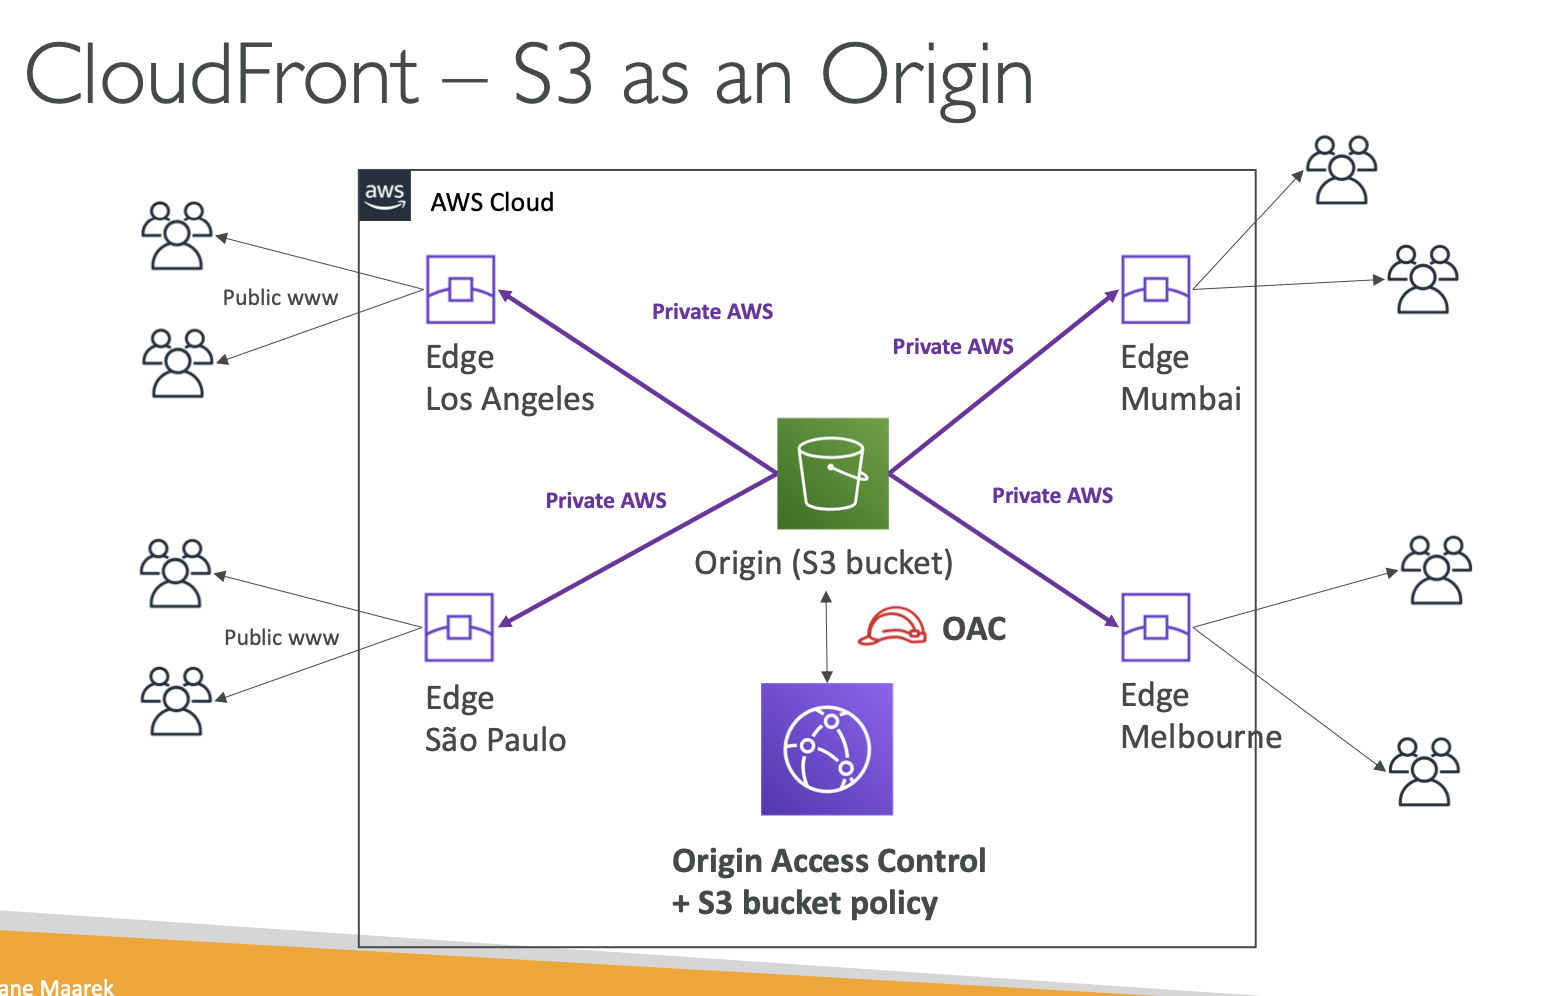 CloudFront – S3 as an Origin
aws
AWS Cloud
Public www
Edge
Los Angeles
Private AWS
Private AWS
Edge
Mumbai
Private AWS
Private AWS
Origin (S3 bucket)
OAC
Public www
Edge
São Paulo
Edge
Melbourne
Origin Access Control
+ S3 bucket policy
ane Maarek